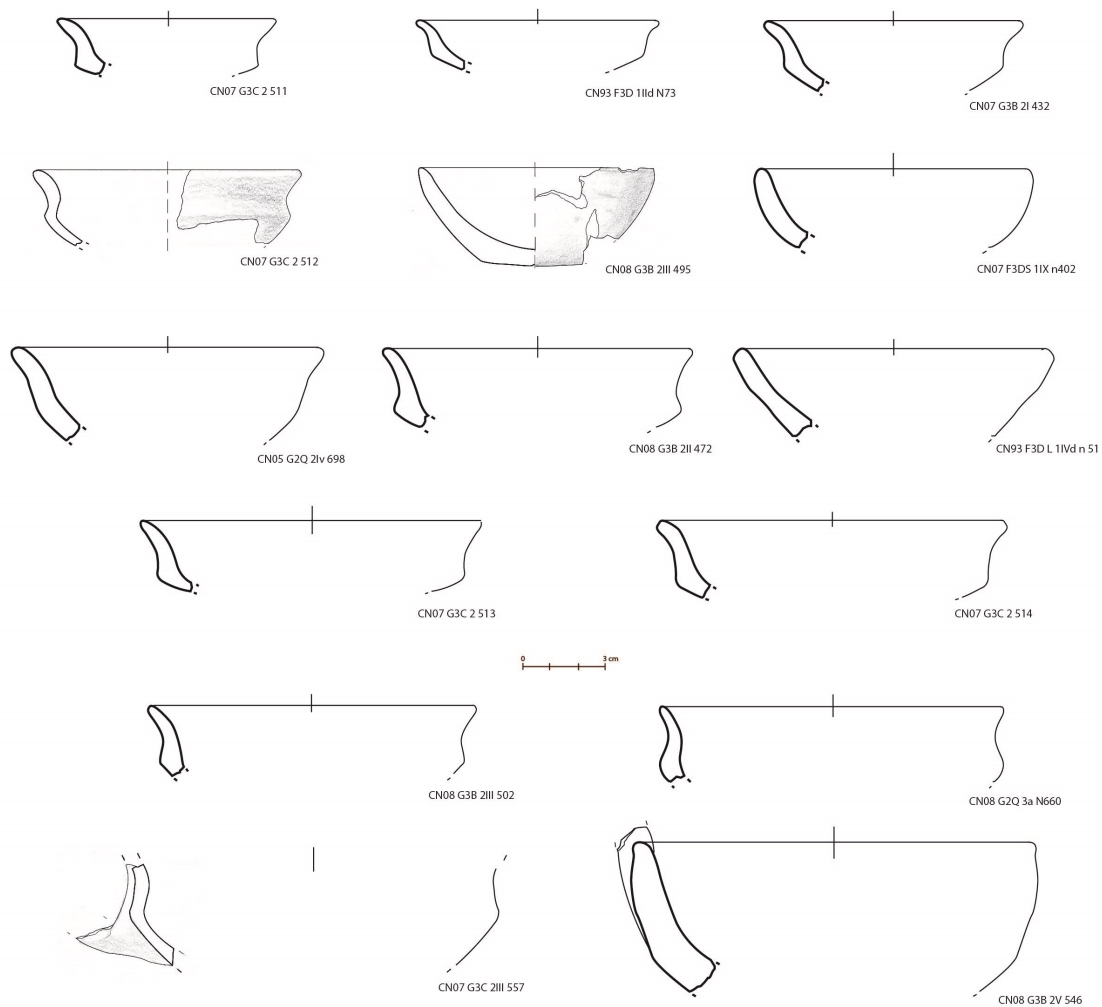 CN07 G3C 2 511
CN93 F3D 1IId N73
CN07 G3B 2I 432
CN07 G3C 2 512
CN08 G3B 2III 495
CN07 F3DS 1IX n402
CN05 G2Q 2Iv 698
CN08 G3B 2II 472
CN93 F3D L 1IVd n 51
CN07 G3C 2 513
CN07 G3C 2 514
0 3 cm
CN08 G3B 2III 502
CN08 G2Q 3a N660
CN07 G3C 2III 557
CN08 G3B 2V 546